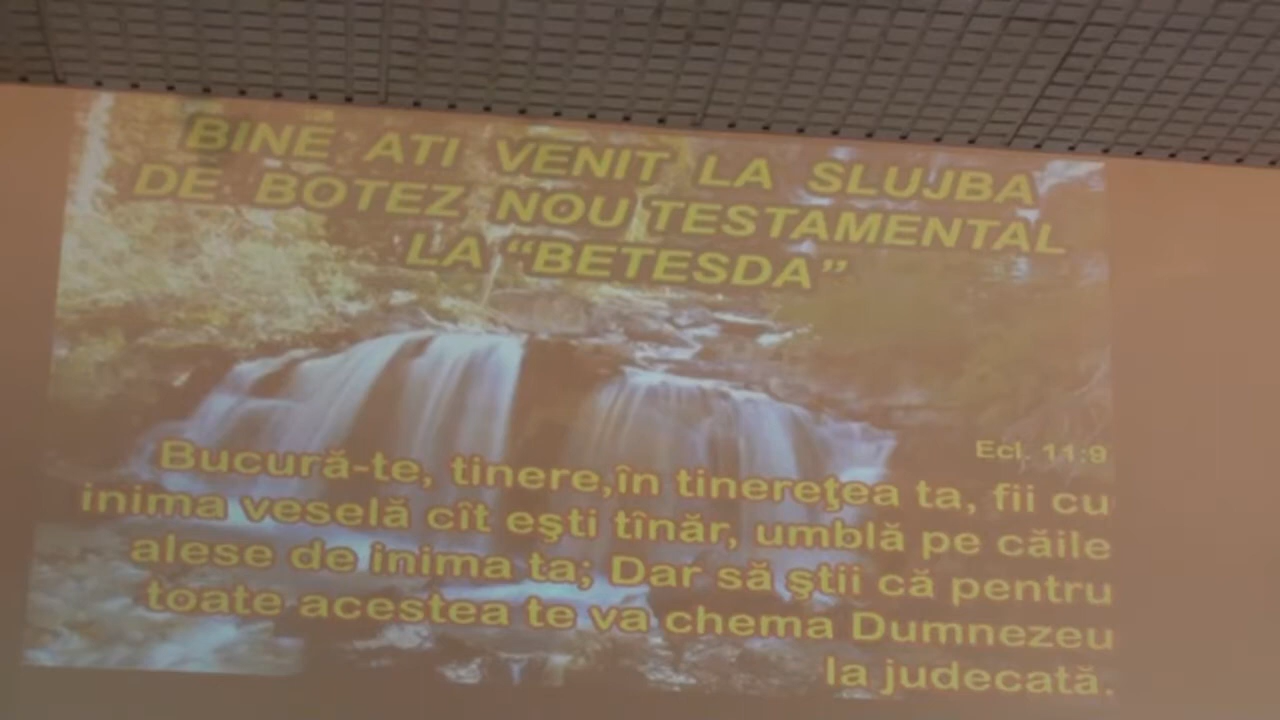 BINE ATI VENIT LA SLUJBA
DE BOTEZ NOU TESTAMENTAL
LA “BETESDA”
Ecl. 11:9
Bucură-te, tinere,în tinereţea ta, fii cu
inima veselă cît eşti tînăr, umblă pe căile
alese de inima ta; Dar să ştii că pentru
toate acestea te va chema Dumnezeu
la judecată.